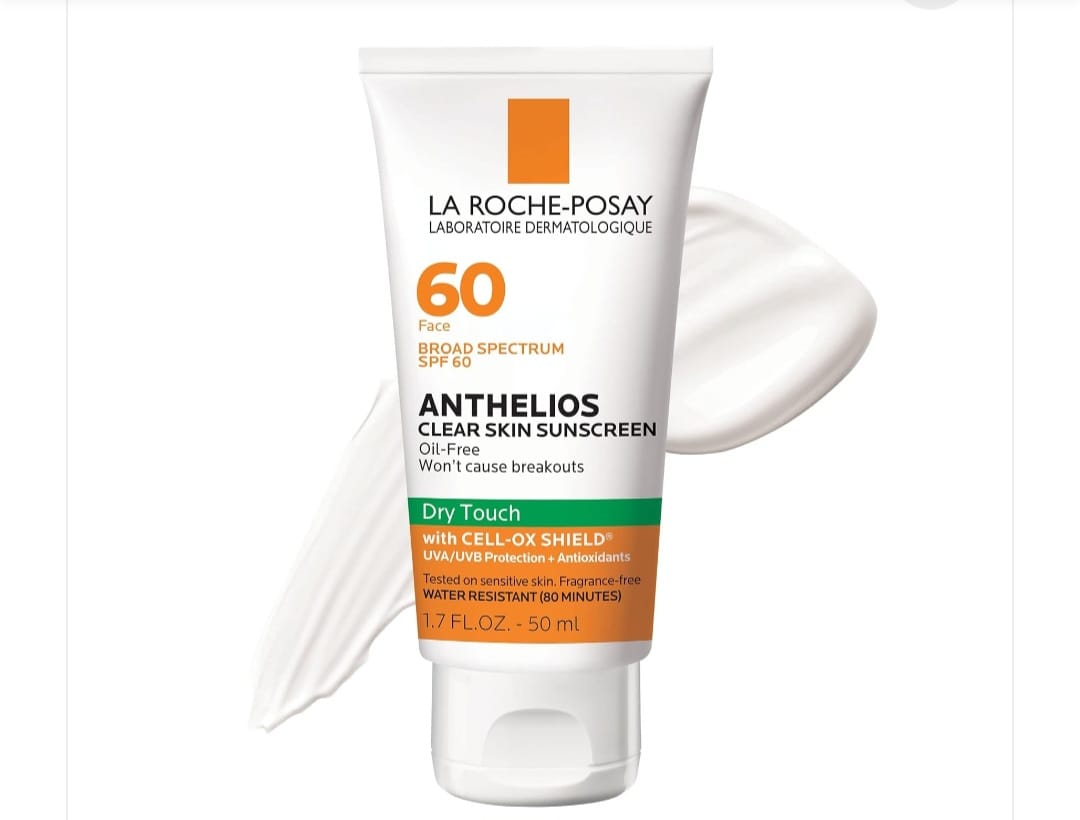 LA ROCHE-POSAY
LABORATOIRE DERMATOLOGIQUE
60
Face
BROAD SPECTRUM
SPF 60
ANTHELIOS
CLEAR SKIN SUNSCREEN
Oil-Free
Won't cause breakouts
Dry Touch
with CELL-OX SHIELD®
UVA/UVB Protection + Antioxidants
Tested on sensitive skin. Fragrance-free
WATER RESISTANT (80 MINUTES)
1.7 FL.OZ. - 50 ml